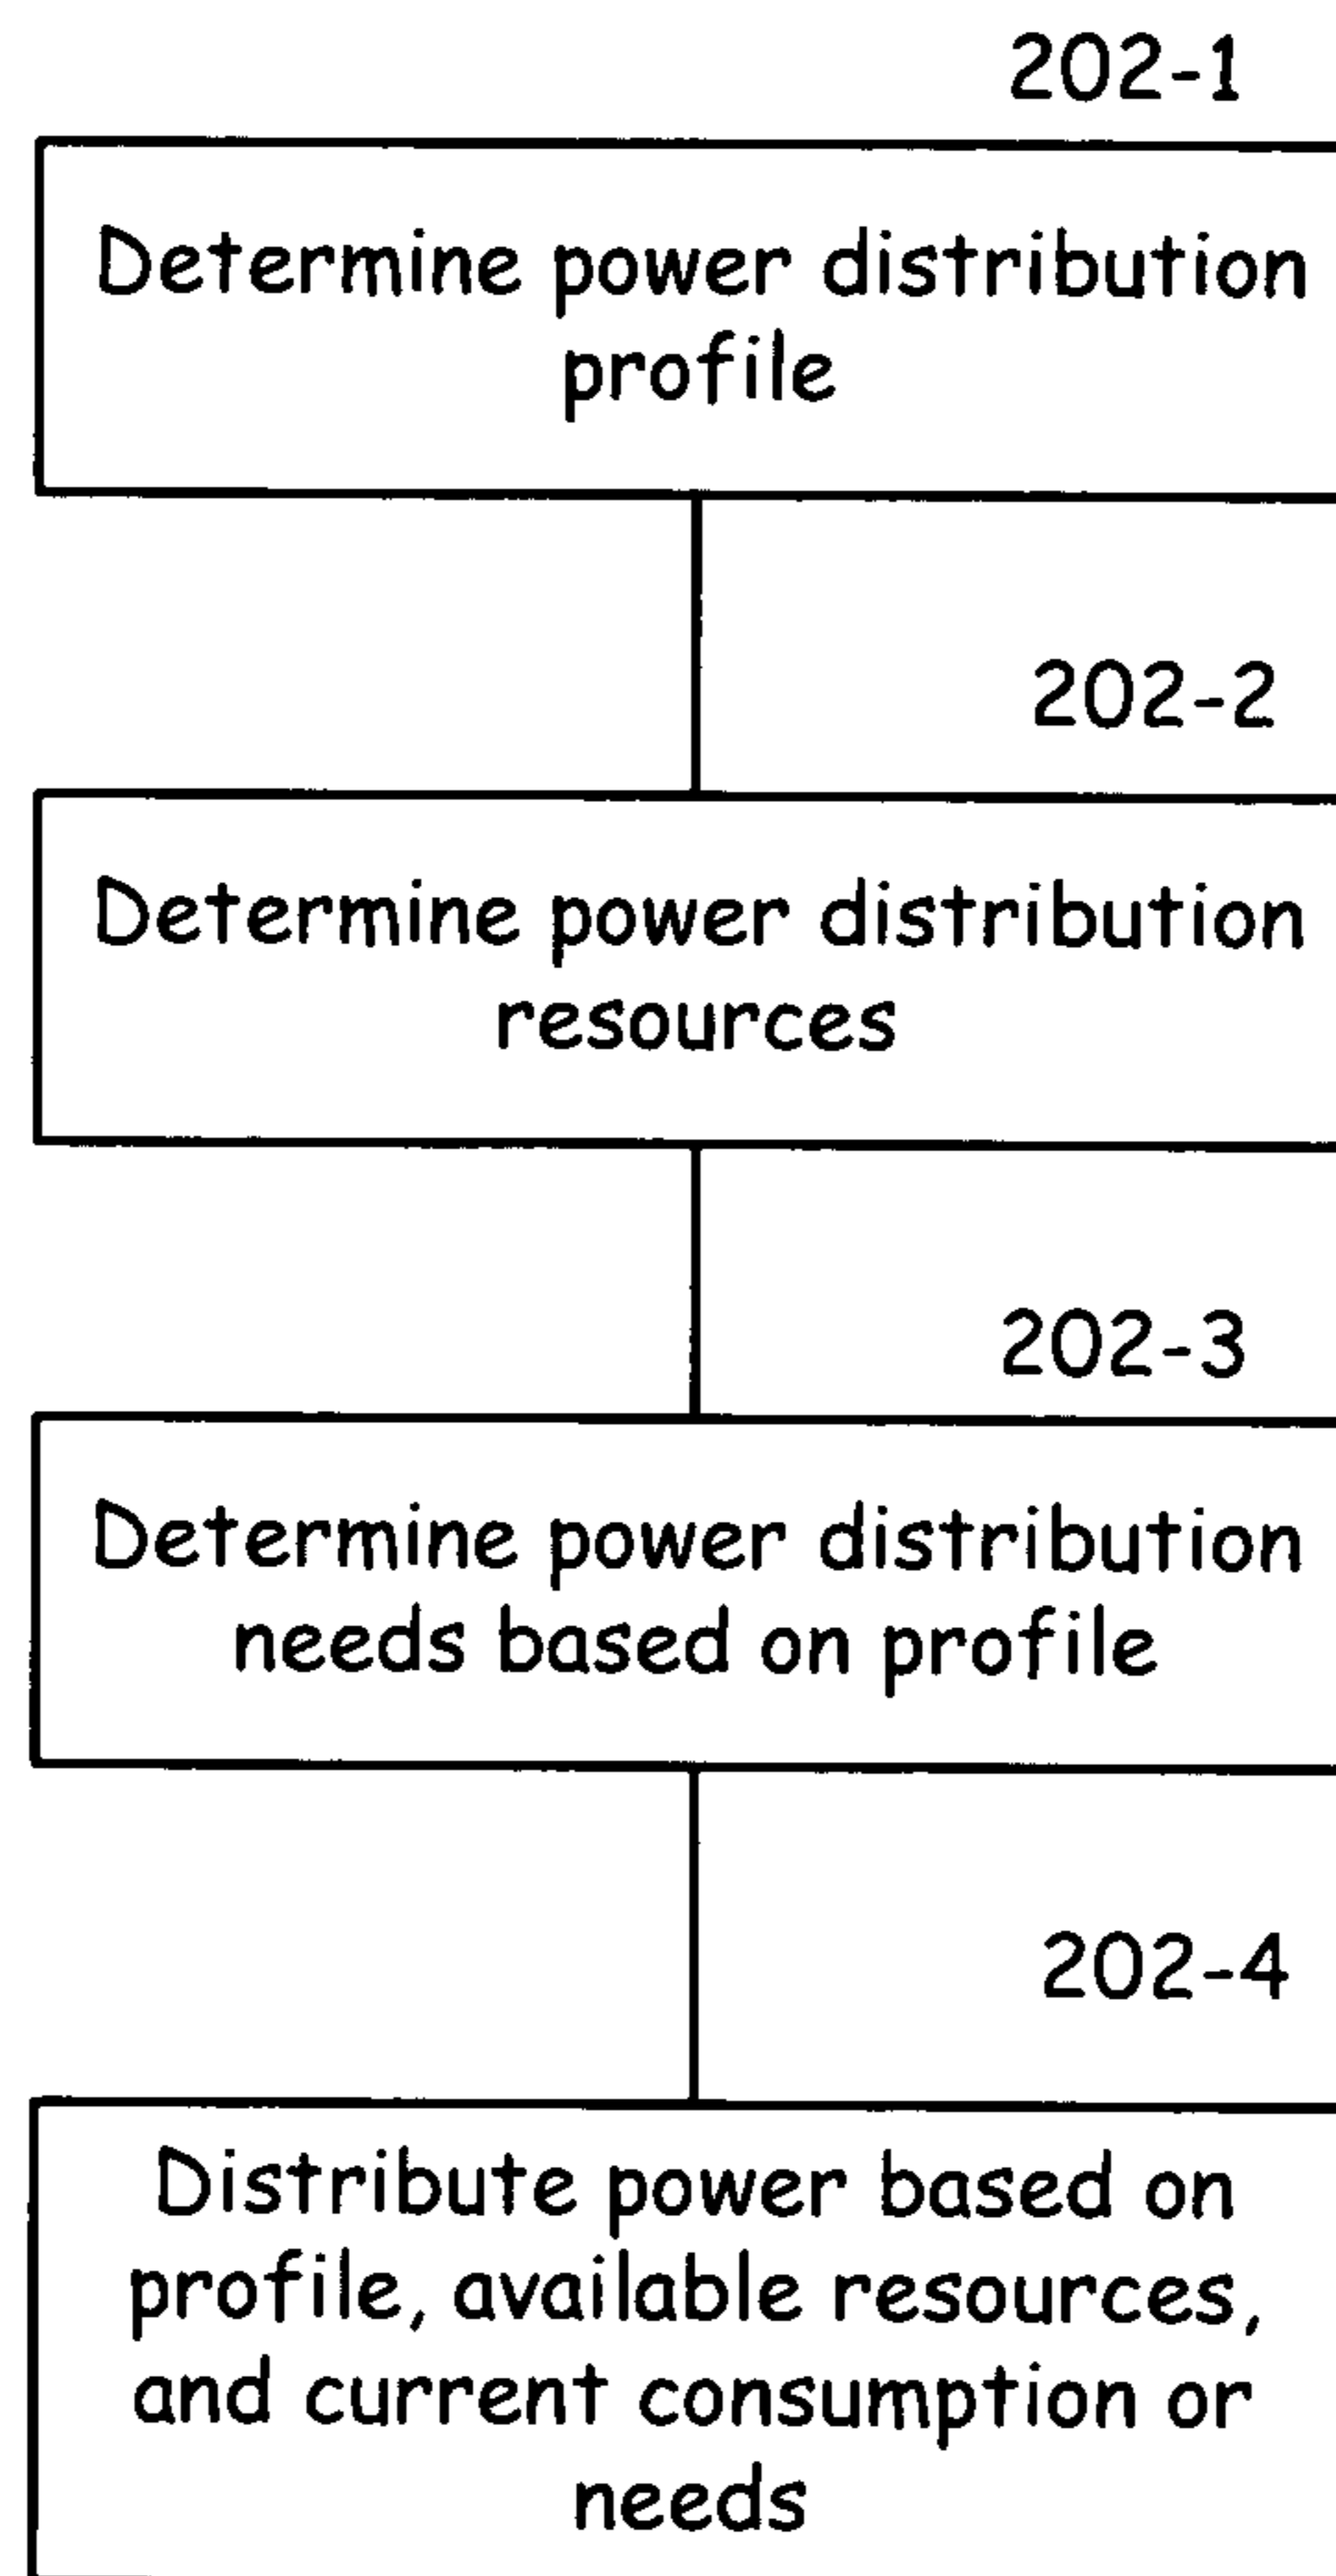 202-1
Determine power distribution
profile
202-2
Determine power distribution
resources
202-3
Determine power distribution
needs based on profile
202-4
Distribute power based on
profile, available resources,
and current consumption or
needs